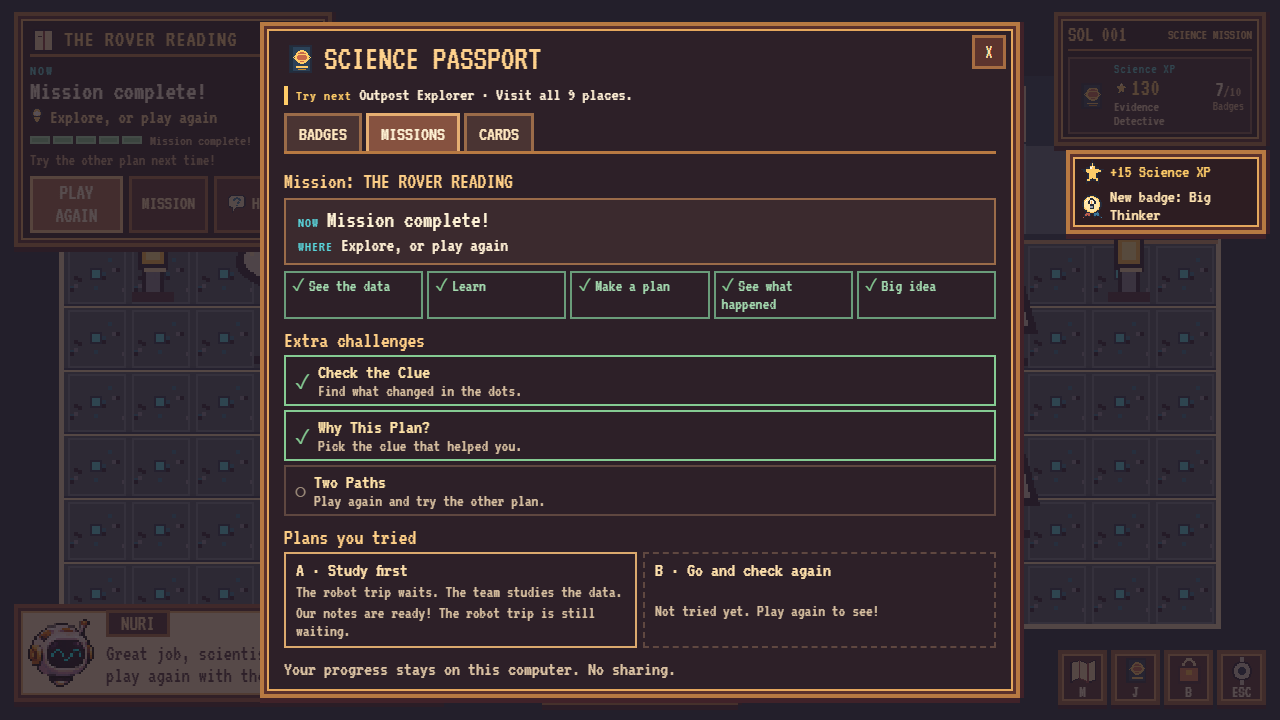 THE ROVER READING
NOW
Mission complete!
Explore, or play again
Mission complete!
Try the other plan next time!
PLAY AGAIN
MISSION
H
SCIENCE PASSPORT
X
Try next Outpost Explorer · Visit all 9 places.
BADGES
MISSIONS
CARDS
Mission: THE ROVER READING
NOW Mission complete!
WHERE Explore, or play again
✓ See the data
✓ Learn
✓ Make a plan
✓ See what
happened
✓ Big idea
Extra challenges
✓ Check the Clue
Find what changed in the dots.
✓ Why This Plan?
Pick the clue that helped you.
○ Two Paths
Play again and try the other plan.
Plans you tried
A · Study first
The robot trip waits. The team studies the data.
Our notes are ready! The robot trip is still
waiting.
B · Go and check again
Not tried yet. Play again to see!
Your progress stays on this computer. No sharing.
SOL 001
SCIENCE MISSION
Science XP
130
Evidence
Detective
7/10
Badges
+15 Science XP
New badge: Big
Thinker
NURI
Great job, scientis
play again with the
M
J
B
ESC